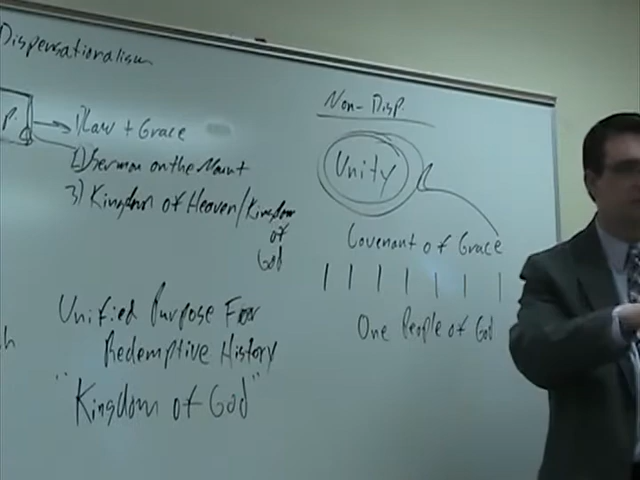 Dispensationalism
P.
1) Law + Grace
2) Sermon on the Mount
3) Kingdom of Heaven/Kingdom
of
God
Unified Purpose For
Redemptive History
"Kingdom of God"
Non-Disp.
Unity
Covenant of Grace
One People of God